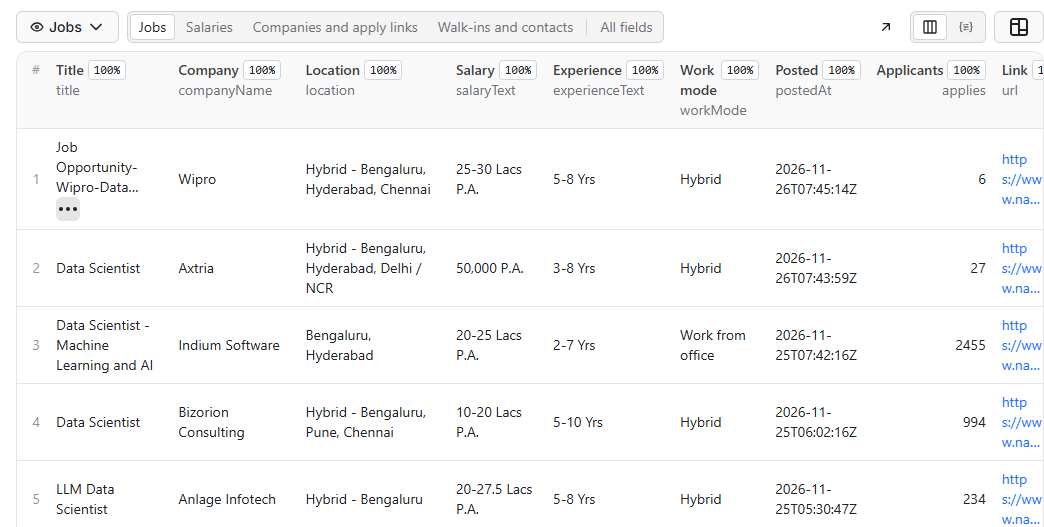 Jobs
Jobs Salaries Companies and apply links Walk-ins and contacts All fields
# Title 100% Company 100% Location 100% Salary 100% Experience 100% Work mode 100% Posted 100% Applicants 100% Link
title companyName location salaryText experienceText workMode postedAt applies url
1
Job
Opportunity-
Wipro-Data...
Wipro
Hybrid - Bengaluru,
Hyderabad, Chennai
25-30 Lacs
P.A.
5-8 Yrs
Hybrid
2026-11-
26T07:45:14Z
6
http
s://ww
w.na...
2
Data Scientist
Axtria
Hybrid - Bengaluru,
Hyderabad, Delhi /
NCR
50,000 P.A.
3-8 Yrs
Hybrid
2026-11-
26T07:43:59Z
27
http
s://ww
w.na...
3
Data Scientist -
Machine
Learning and AI
Indium Software
Bengaluru,
Hyderabad
20-25 Lacs
P.A.
2-7 Yrs
Work from
office
2026-11-
25T07:42:16Z
2455
http
s://ww
w.na...
4
Data Scientist
Bizorion
Consulting
Hybrid - Bengaluru,
Pune, Chennai
10-20 Lacs
P.A.
5-10 Yrs
Hybrid
2026-11-
25T06:02:16Z
994
http
s://ww
w.na...
5
LLM Data
Scientist
Anlage Infotech
Hybrid - Bengaluru
20-27.5 Lacs
P.A.
5-8 Yrs
Hybrid
2026-11-
25T05:30:47Z
234
http
s://ww
w.na...